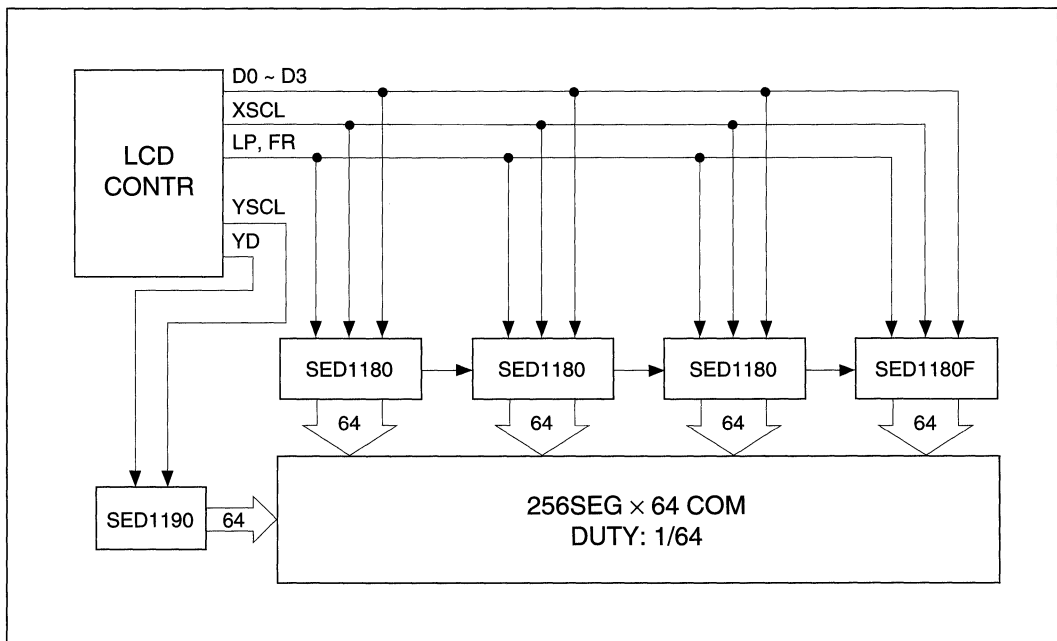 D0 ~ D3
XSCL
LP, FR
LCD
CONTR
YSCL
YD
SED1180
SED1180
SED1180
SED1180F
64
64
64
64
SED1190
64
256SEG × 64 COM
DUTY: 1/64